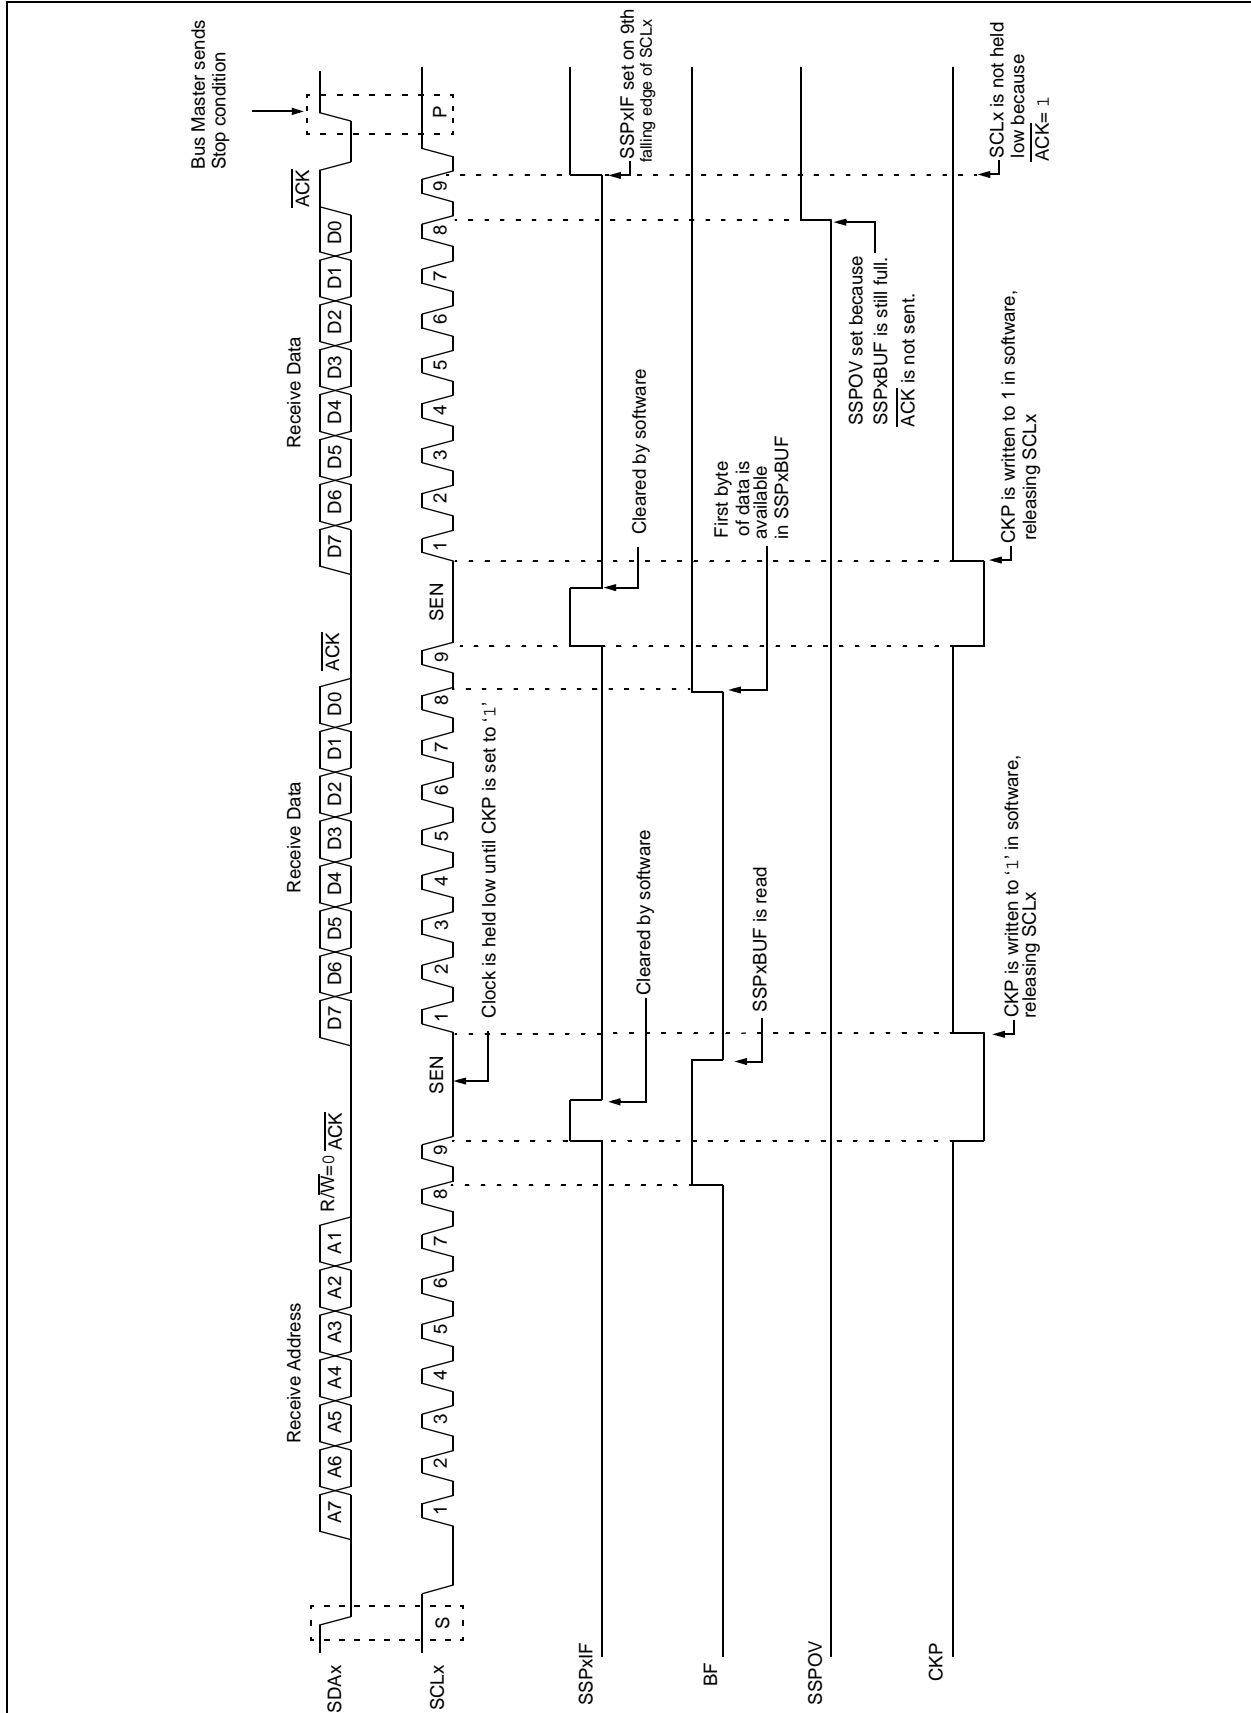 Bus Master sends
Stop condition
Receive Address
Receive Data
Receive Data
SDAx
A7 A6 A5 A4 A3 A2 A1 R/W=0 ACK D7 D6 D5 D4 D3 D2 D1 D0 ACK D7 D6 D5 D4 D3 D2 D1 D0 ACK
SCLx
S 1 2 3 4 5 6 7 8 9 SEN 1 2 3 4 5 6 7 8 9 SEN 1 2 3 4 5 6 7 8 9 P
Clock is held low until CKP is set to ‘1’
SSPxIF
Cleared by software
Cleared by software
SSPxIF set on 9th
falling edge of SCLx
BF
SSPxBUF is read
First byte
of data is
available
in SSPxBUF
SSPOV
SSPOV set because
SSPxBUF is still full.
ACK is not sent.
CKP
CKP is written to ‘1’ in software,
releasing SCLx
CKP is written to 1 in software,
releasing SCLx
SCLx is not held
low because
ACK= 1